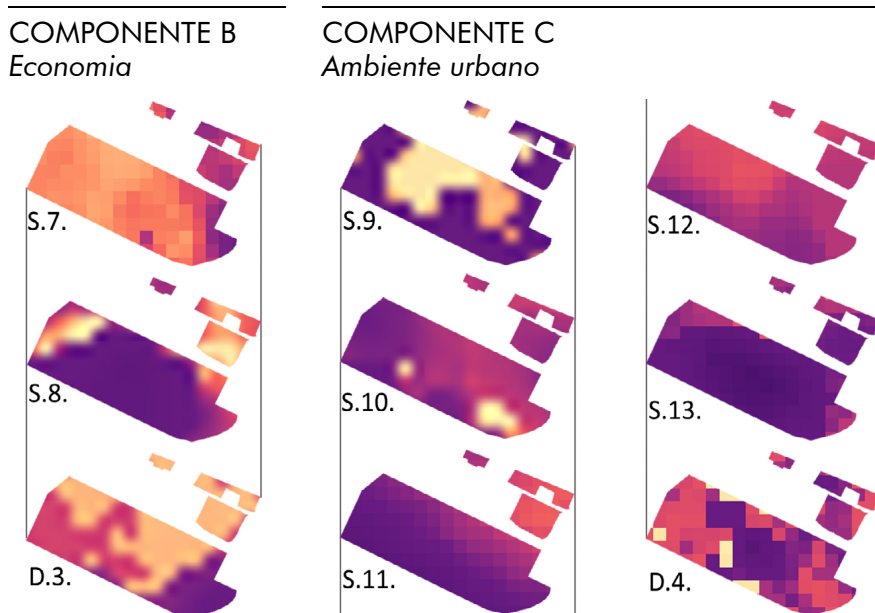 COMPONENTE B
Economia
S.7.
S.8.
D.3.
COMPONENTE C
Ambiente urbano
S.9.
S.10.
S.11.
S.12.
S.13.
D.4.